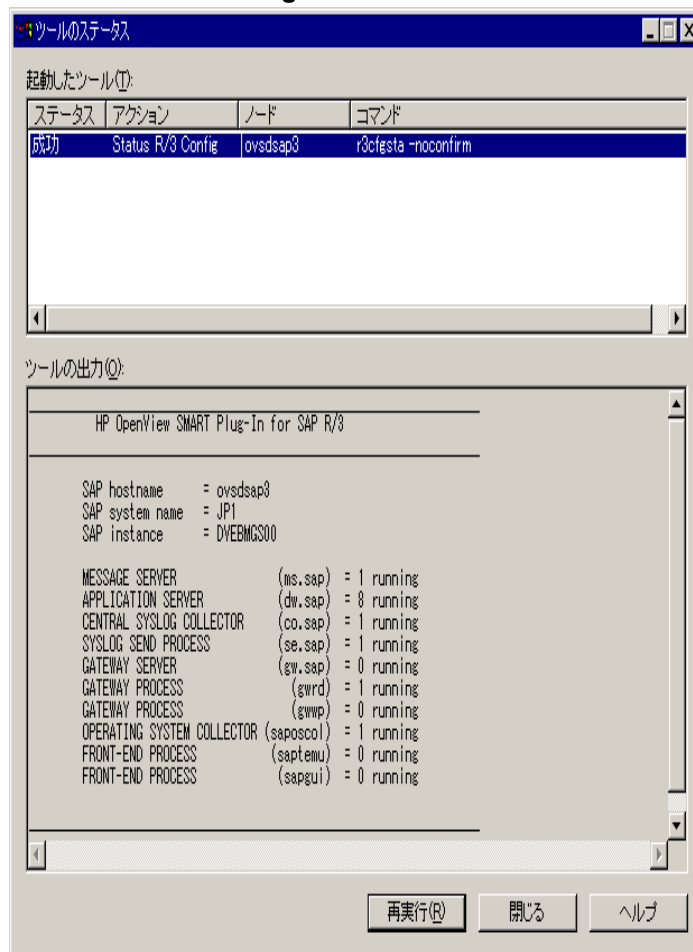 ツールのステータス
起動したツール(T):
ステータス アクション ノード コマンド
成功 Status R/3 Config ovsdsap3 r3cfgsta -noconfirm
ツールの出力(O):
HP OpenView SMART Plug-In for SAP R/3
SAP hostname = ovsdsap3
SAP system name = JP1
SAP instance = DVEBMGS00
MESSAGE SERVER (ms.sap) = 1 running
APPLICATION SERVER (dw.sap) = 8 running
CENTRAL SYSLOG COLLECTOR (co.sap) = 1 running
SYSLOG SEND PROCESS (se.sap) = 1 running
GATEWAY SERVER (gw.sap) = 0 running
GATEWAY PROCESS (gwrd) = 1 running
GATEWAY PROCESS (gwwp) = 0 running
OPERATING SYSTEM COLLECTOR (saposcol) = 1 running
FRONT-END PROCESS (saptemu) = 0 running
FRONT-END PROCESS (sapgui) = 0 running
再実行(R) 閉じる ヘルプ